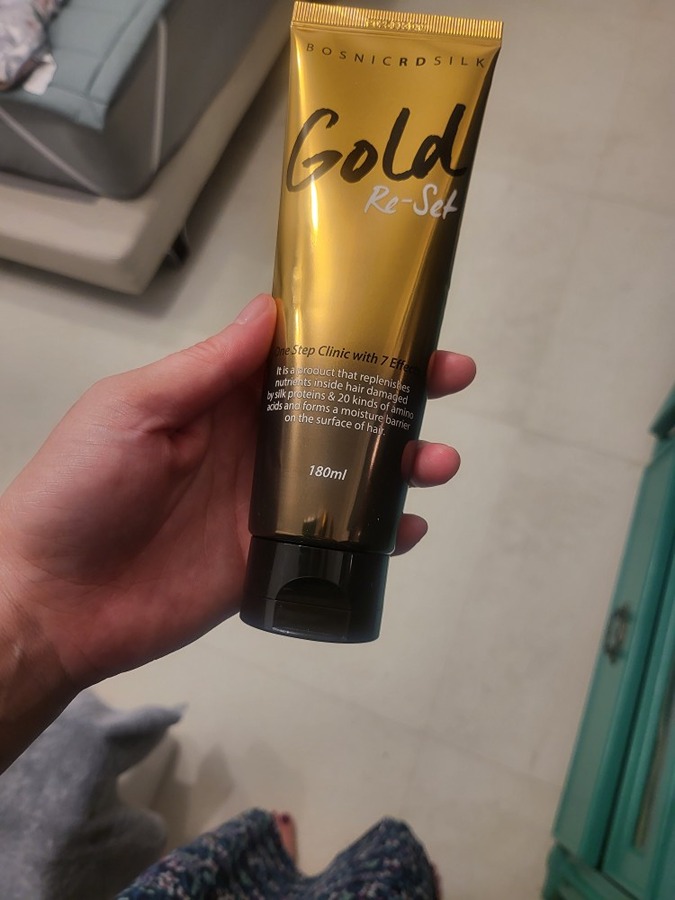 BOSNICRDSILK
Gold
Re-Set
One Step Clinic with 7 Effects
It is a product that replenishes
nutrients inside hair damaged
by silk proteins & 20 kinds of amino
acids and forms a moisture barrier
on the surface of hair.
180ml